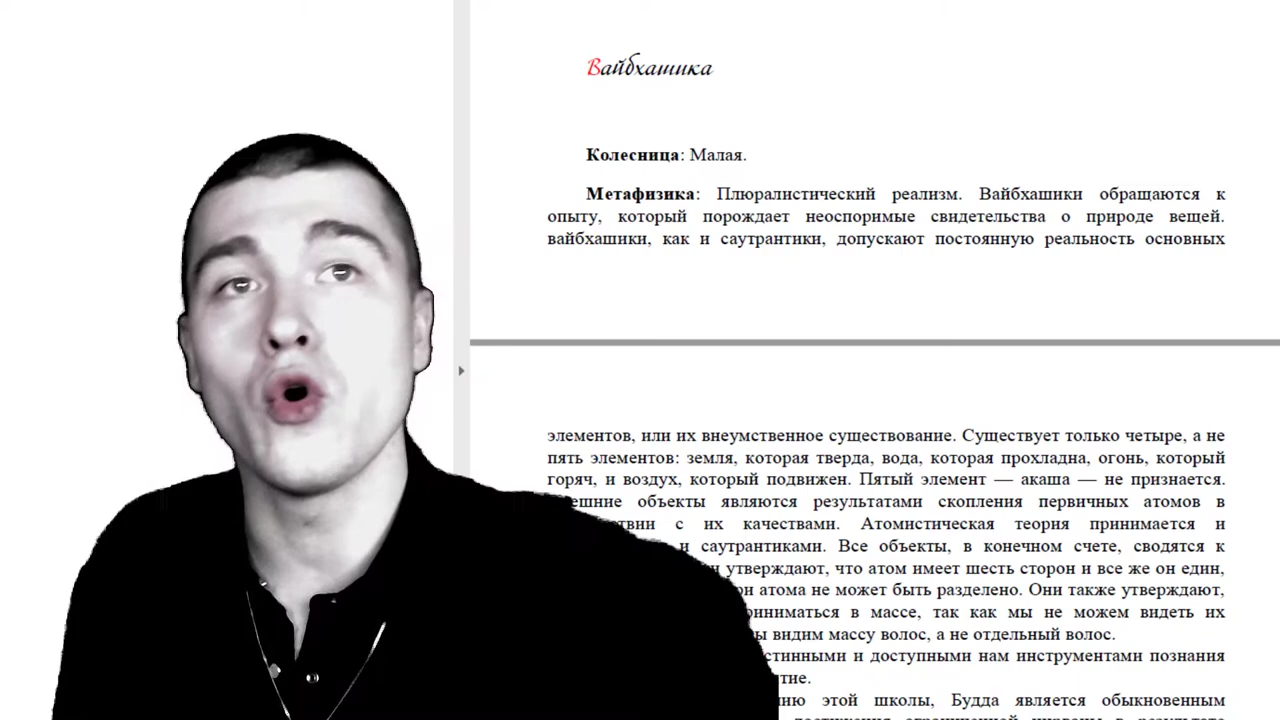 Вайбхашика
Колесница: Малая.
Метафизика: Плюралистический реализм. Вайбхашики обращаются к
опыту, который порождает неоспоримые свидетельства о природе вещей.
вайбхашики, как и саутрантики, допускают постоянную реальность основных
элементов, или их внеумственное существование. Существует только четыре, а не
пять элементов: земля, которая тверда, вода, которая прохладна, огонь, который
горяч, и воздух, который подвижен. Пятый элемент — акаша — не признается.
объекты являются результатами скопления первичных атомов в
с их качествами. Атомистическая теория принимается и
и саутрантиками. Все объекты, в конечном счете, сводятся к
утверждают, что атом имеет шесть сторон и все же он един,
атома не может быть разделено. Они также утверждают,
в массе, так как мы не можем видеть их
видим массу волос, а не отдельный волос.
и доступными нам инструментами познания
этой школы, Будда является обыкновенным